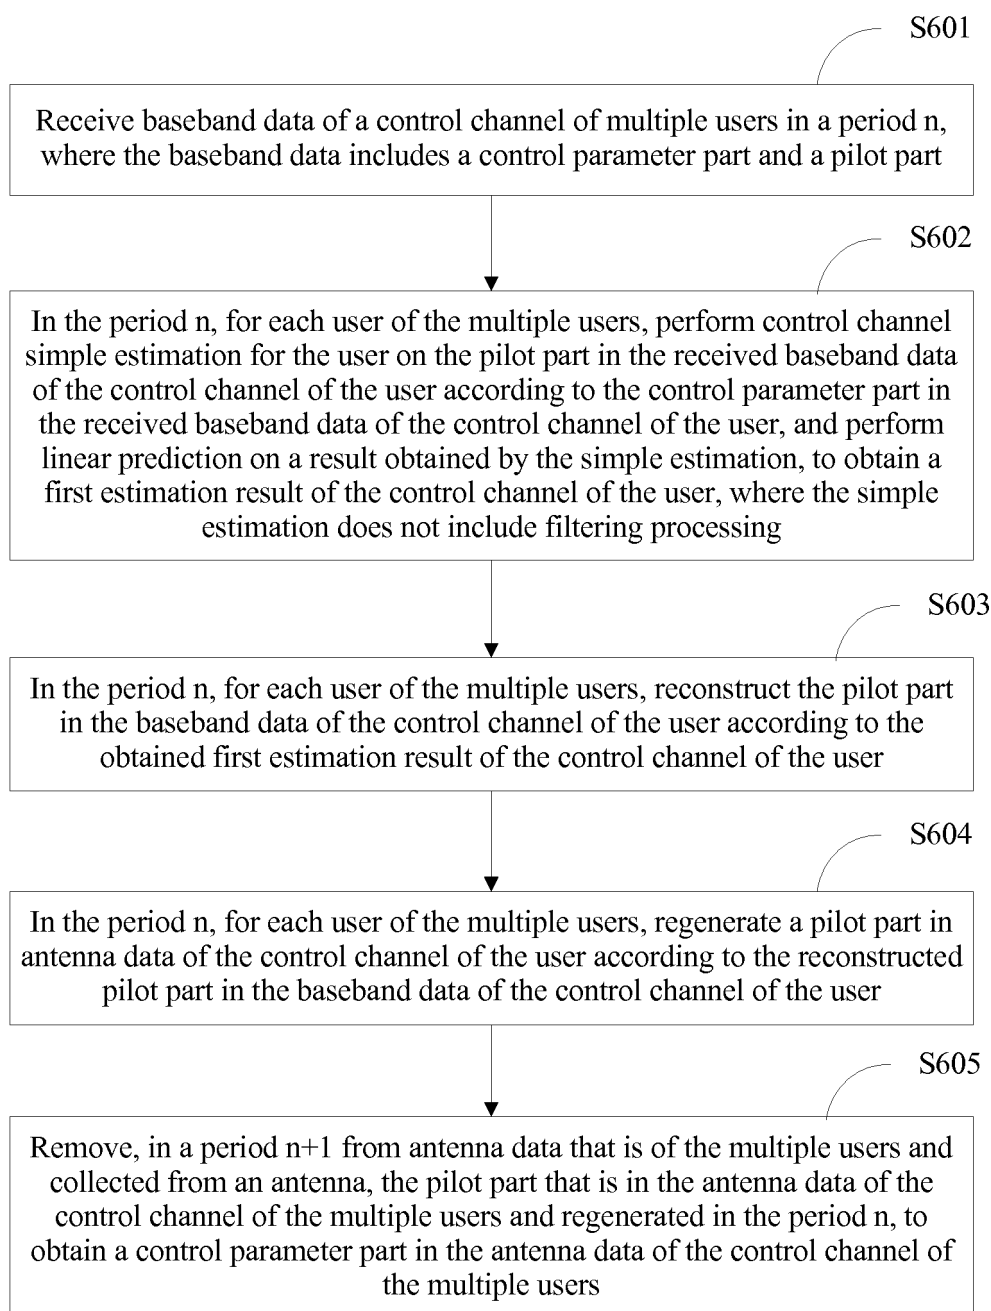 S601
Receive baseband data of a control channel of multiple users in a period n,
where the baseband data includes a control parameter part and a pilot part
S602
In the period n, for each user of the multiple users, perform control channel
simple estimation for the user on the pilot part in the received baseband data
of the control channel of the user according to the control parameter part in
the received baseband data of the control channel of the user, and perform
linear prediction on a result obtained by the simple estimation, to obtain a
first estimation result of the control channel of the user, where the simple
estimation does not include filtering processing
S603
In the period n, for each user of the multiple users, reconstruct the pilot part
in the baseband data of the control channel of the user according to the
obtained first estimation result of the control channel of the user
S604
In the period n, for each user of the multiple users, regenerate a pilot part in
antenna data of the control channel of the user according to the reconstructed
pilot part in the baseband data of the control channel of the user
S605
Remove, in a period n+1 from antenna data that is of the multiple users and
collected from an antenna, the pilot part that is in the antenna data of the
control channel of the multiple users and regenerated in the period n, to
obtain a control parameter part in the antenna data of the control channel of
the multiple users